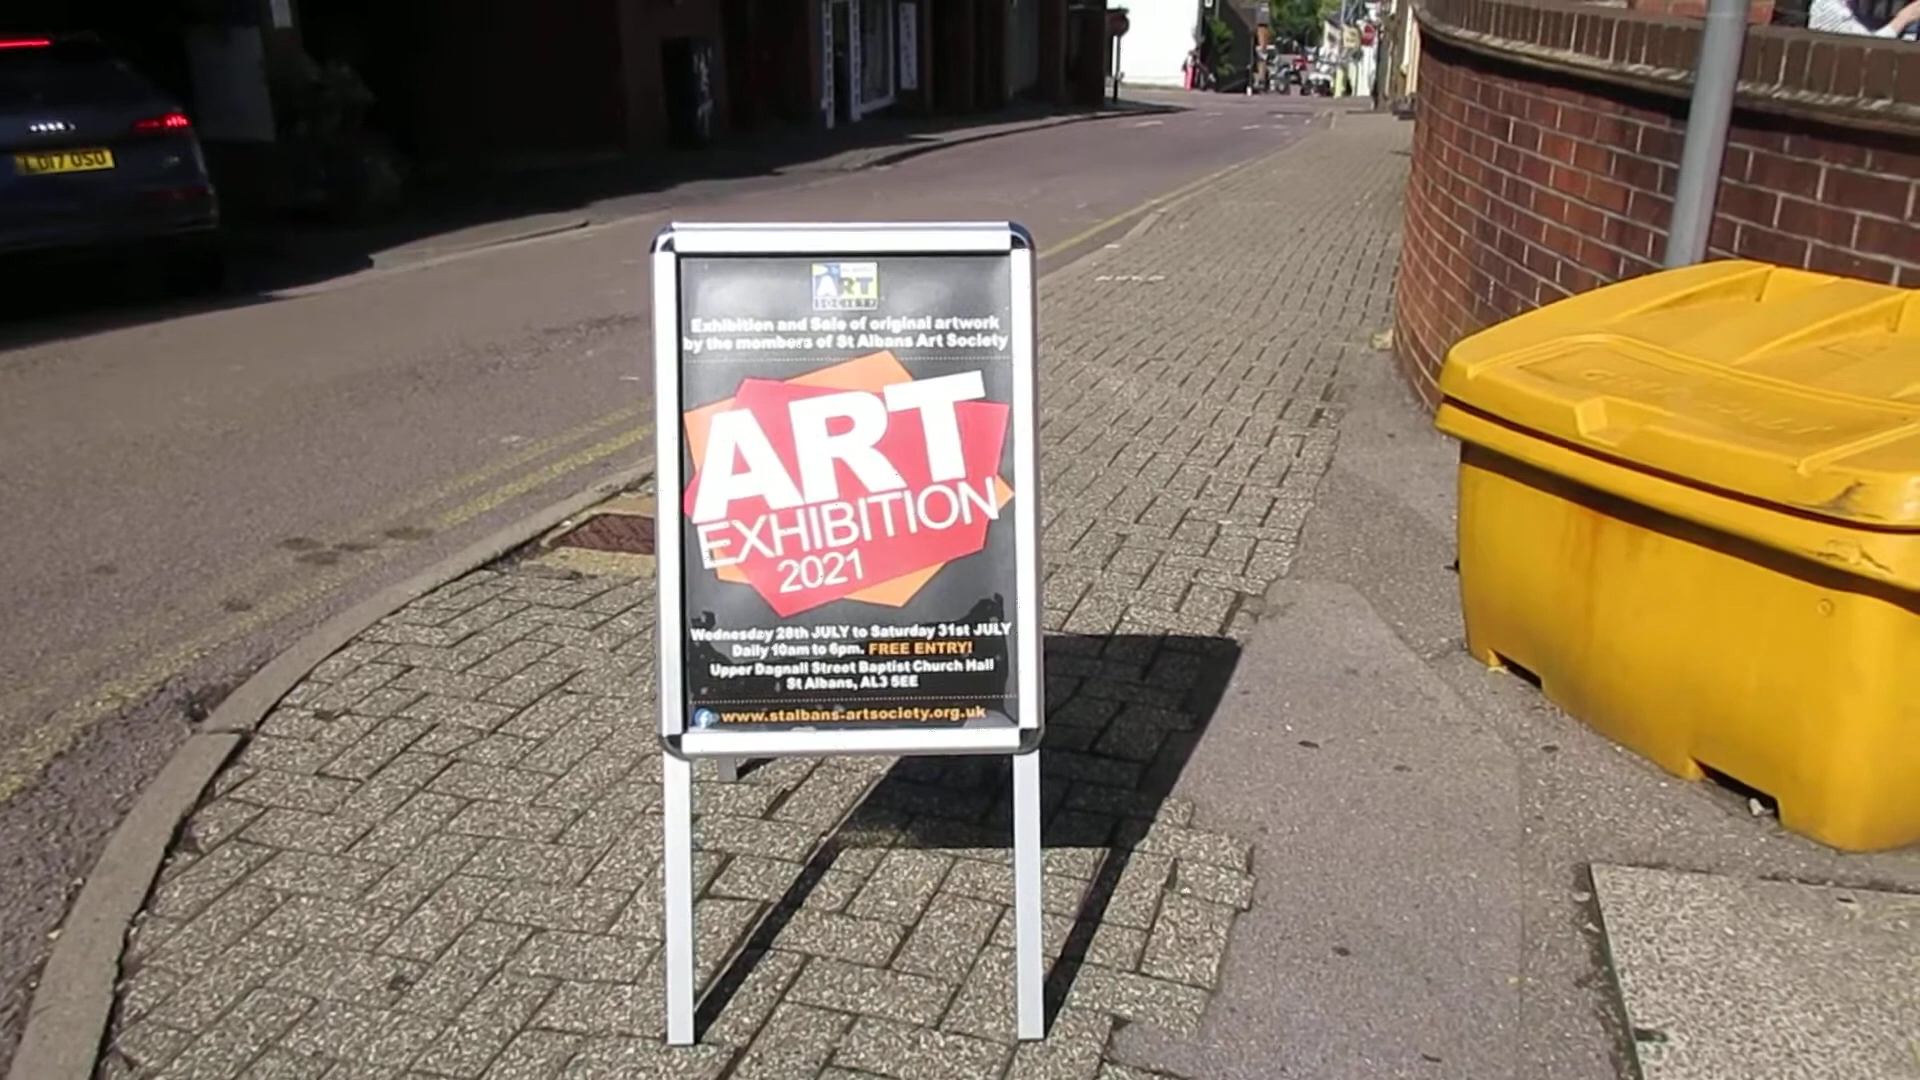 ART
SOCIETY
Exhibition and Sale of original artwork
by the members of St Albans Art Society
ART
EXHIBITION
2021
Wednesday 28th JULY to Saturday 31st JULY
Daily 10am to 6pm. FREE ENTRY!
Upper Dagnall Street Baptist Church Hall
St Albans, AL3 5EE
www.stalbans-artsociety.org.uk